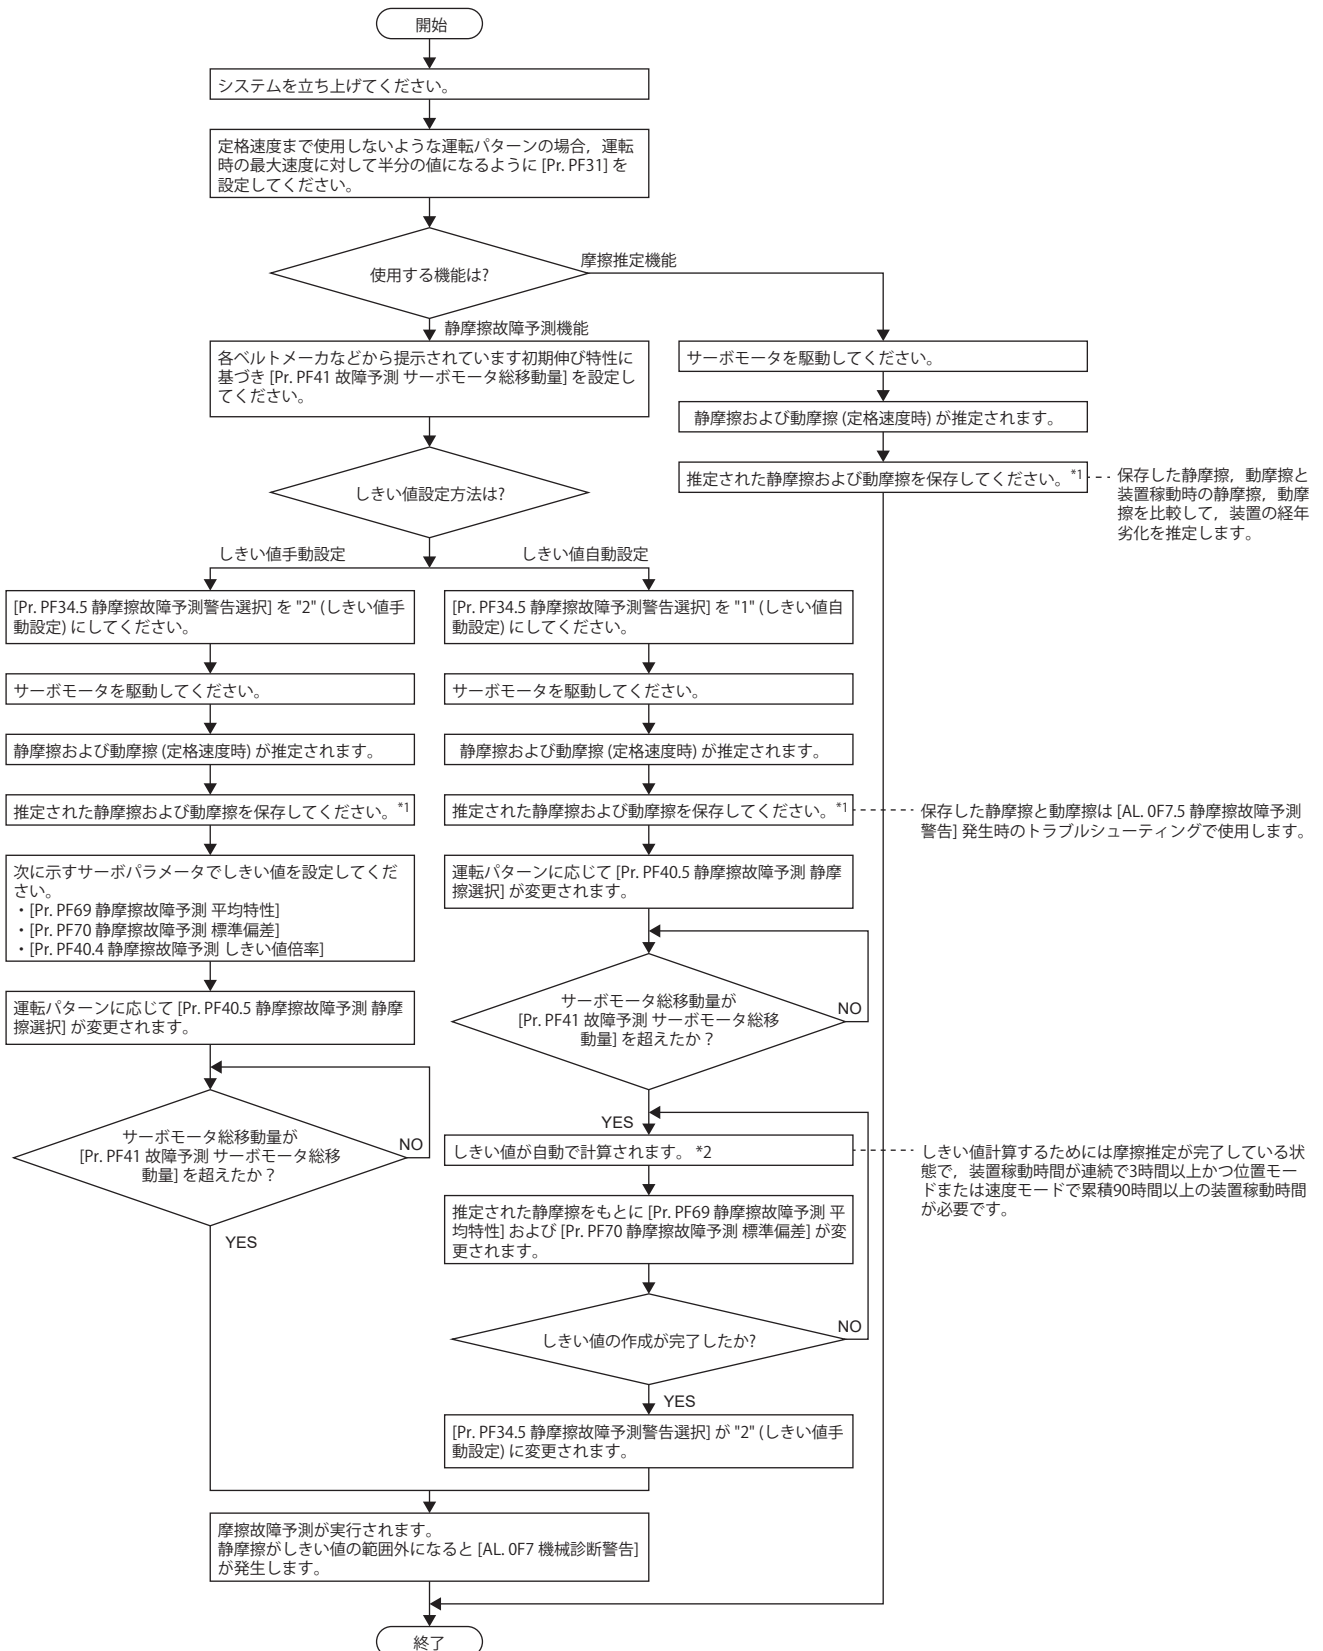 開始
システムを立ち上げてください。
定格速度まで使用しないような運転パターンの場合，運転
時の最大速度に対して半分の値になるように [Pr. PF31] を
設定してください。
使用する機能は?
摩擦推定機能
静摩擦故障予測機能
各ベルトメーカなどから提示されています初期伸び特性に
基づき [Pr. PF41 故障予測 サーボモータ総移動量] を設定し
てください。
サーボモータを駆動してください。
静摩擦および動摩擦 (定格速度時) が推定されます。
推定された静摩擦および動摩擦を保存してください。*1
保存した静摩擦，動摩擦と
装置稼動時の静摩擦，動摩
擦を比較して，装置の経年
劣化を推定します。
しきい値設定方法は?
しきい値手動設定
しきい値自動設定
[Pr. PF34.5 静摩擦故障予測警告選択] を "2" (しきい値手
動設定) にしてください。
サーボモータを駆動してください。
静摩擦および動摩擦 (定格速度時) が推定されます。
推定された静摩擦および動摩擦を保存してください。*1
次に示すサーボパラメータでしきい値を設定してくだ
さい。
・[Pr. PF69 静摩擦故障予測 平均特性]
・[Pr. PF70 静摩擦故障予測 標準偏差]
・[Pr. PF40.4 静摩擦故障予測 しきい値倍率]
運転パターンに応じて [Pr. PF40.5 静摩擦故障予測 静摩
擦選択] が変更されます。
サーボモータ総移動量が
[Pr. PF41 故障予測 サーボモータ総移
動量] を超えたか？
NO
YES
[Pr. PF34.5 静摩擦故障予測警告選択] を "1" (しきい値自
動設定) にしてください。
サーボモータを駆動してください。
静摩擦および動摩擦 (定格速度時) が推定されます。
推定された静摩擦および動摩擦を保存してください。*1
保存した静摩擦と動摩擦は [AL. 0F7.5 静摩擦故障予測
警告] 発生時のトラブルシューティングで使用します。
運転パターンに応じて [Pr. PF40.5 静摩擦故障予測 静摩
擦選択] が変更されます。
サーボモータ総移動量が
[Pr. PF41 故障予測 サーボモータ総移
動量] を超えたか？
NO
YES
しきい値が自動で計算されます。 *2
しきい値計算するためには摩擦推定が完了している状
態で，装置稼動時間が連続で3時間以上かつ位置モー
ドまたは速度モードで累積90時間以上の装置稼動時間
が必要です。
推定された静摩擦をもとに [Pr. PF69 静摩擦故障予測 平
均特性] および [Pr. PF70 静摩擦故障予測 標準偏差] が変
更されます。
しきい値の作成が完了したか?
NO
YES
[Pr. PF34.5 静摩擦故障予測警告選択] が "2" (しきい値手
動設定) に変更されます。
摩擦故障予測が実行されます。
静摩擦がしきい値の範囲外になると [AL. 0F7 機械診断警告]
が発生します。
終了